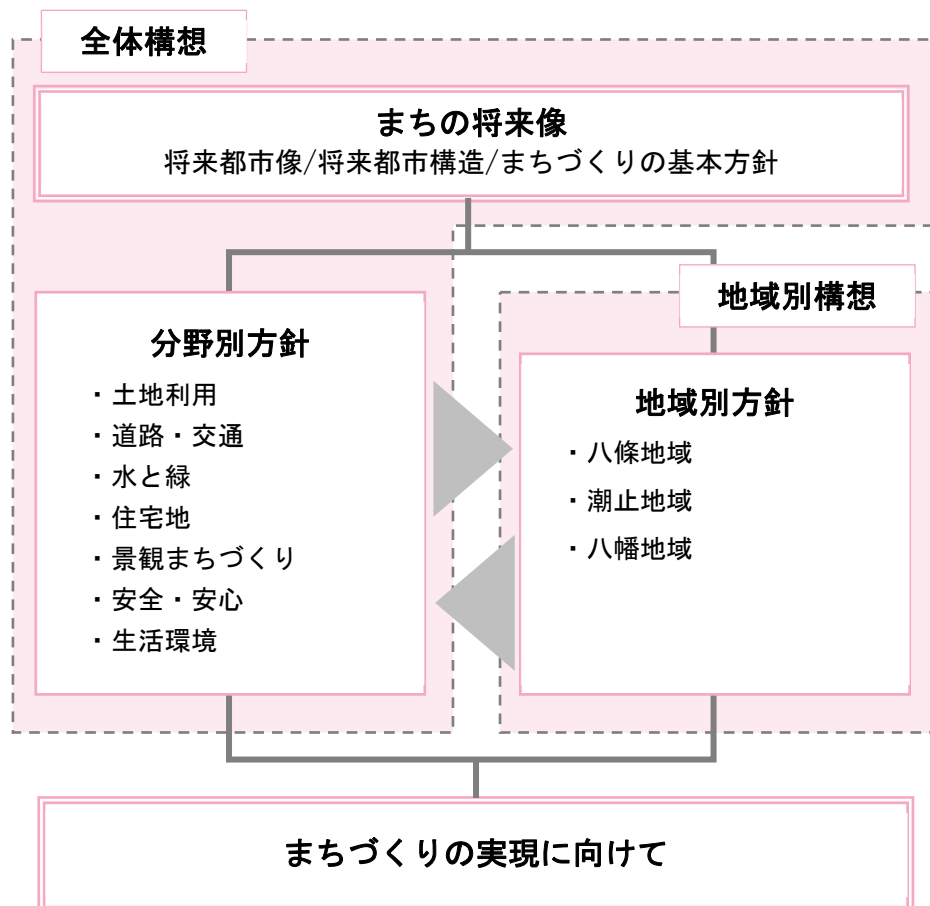 全体構想
まちの将来像
将来都市像/将来都市構造/まちづくりの基本方針
分野別方針
・土地利用
・道路・交通
・水と緑
・住宅地
・景観まちづくり
・安全・安心
・生活環境
地域別構想
地域別方針
・八條地域
・潮止地域
・八幡地域
まちづくりの実現に向けて